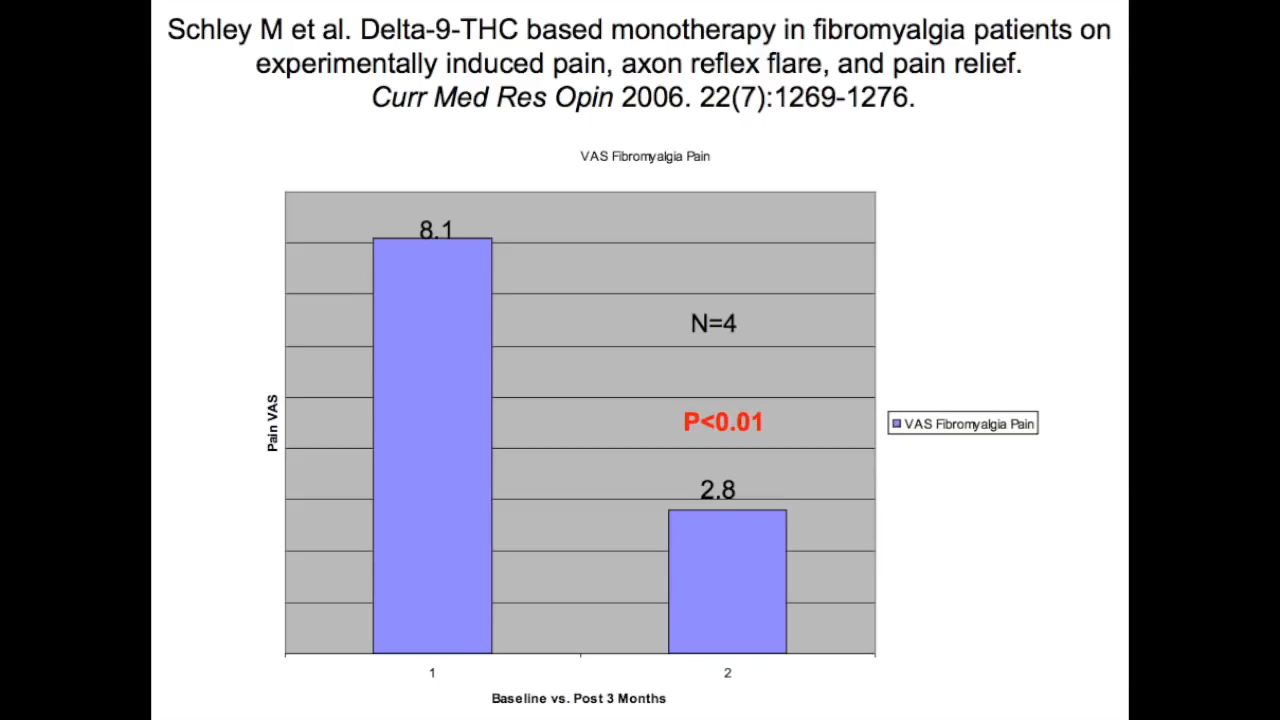 Schley M et al. Delta-9-THC based monotherapy in fibromyalgia patients on
experimentally induced pain, axon reflex flare, and pain relief.
Curr Med Res Opin 2006. 22(7):1269-1276.
VAS Fibromyalgia Pain
8.1
N=4
P<0.01
2.8
Pain VAS
VAS Fibromyalgia Pain
1
2
Baseline vs. Post 3 Months